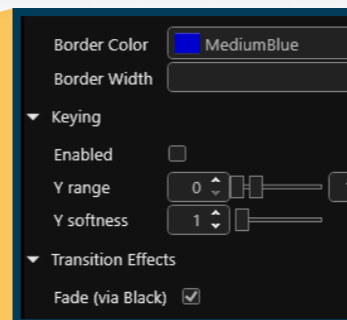 Border Color MediumBlue
Border Width
Keying
Enabled
Y range 0
Y softness 1
Transition Effects
Fade (via Black)